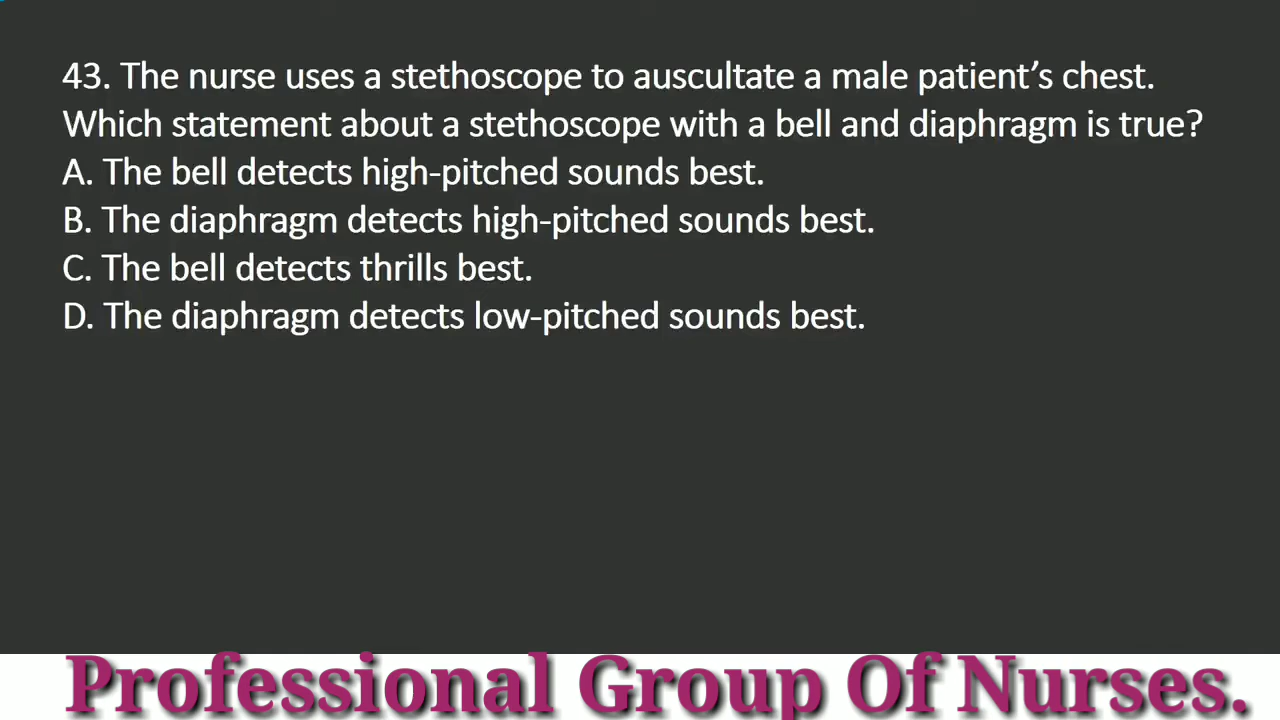 43. The nurse uses a stethoscope to auscultate a male patient’s chest.
Which statement about a stethoscope with a bell and diaphragm is true?
A. The bell detects high-pitched sounds best.
B. The diaphragm detects high-pitched sounds best.
C. The bell detects thrills best.
D. The diaphragm detects low-pitched sounds best.
Professional Group Of Nurses.